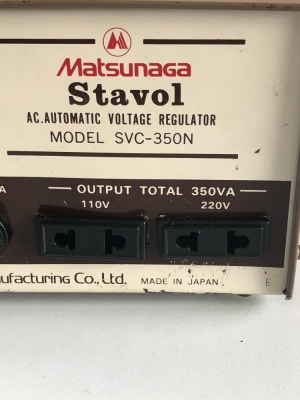 Matsunaga
Stavol
AC.AUTOMATIC VOLTAGE REGULATOR
MODEL SVC-350N
A
OUTPUT TOTAL 350VA
110V 220V
nufacturing Co., Ltd. MADE IN JAPAN E